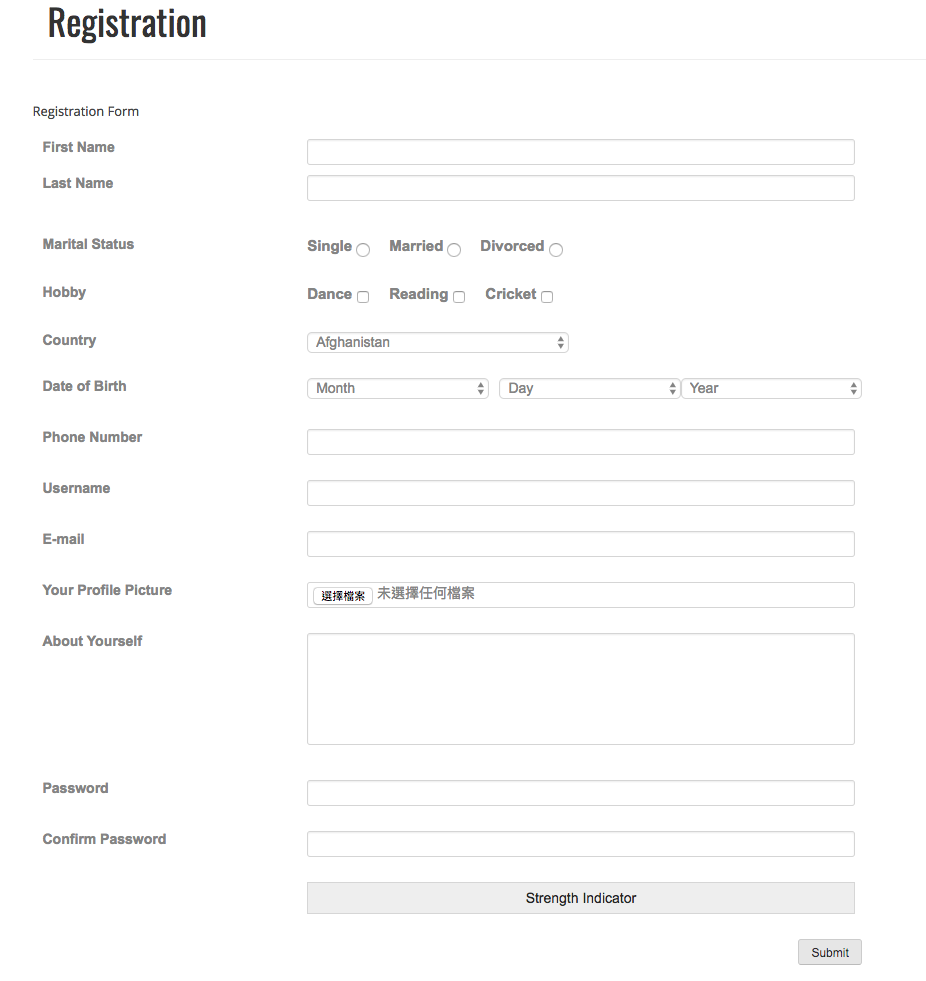 Registration
Registration Form
First Name
Last Name
Marital Status Single Married Divorced
Hobby Dance Reading Cricket
Country Afghanistan
Date of Birth Month Day Year
Phone Number
Username
E-mail
Your Profile Picture 選擇檔案 未選擇任何檔案
About Yourself
Password
Confirm Password
Strength Indicator
Submit